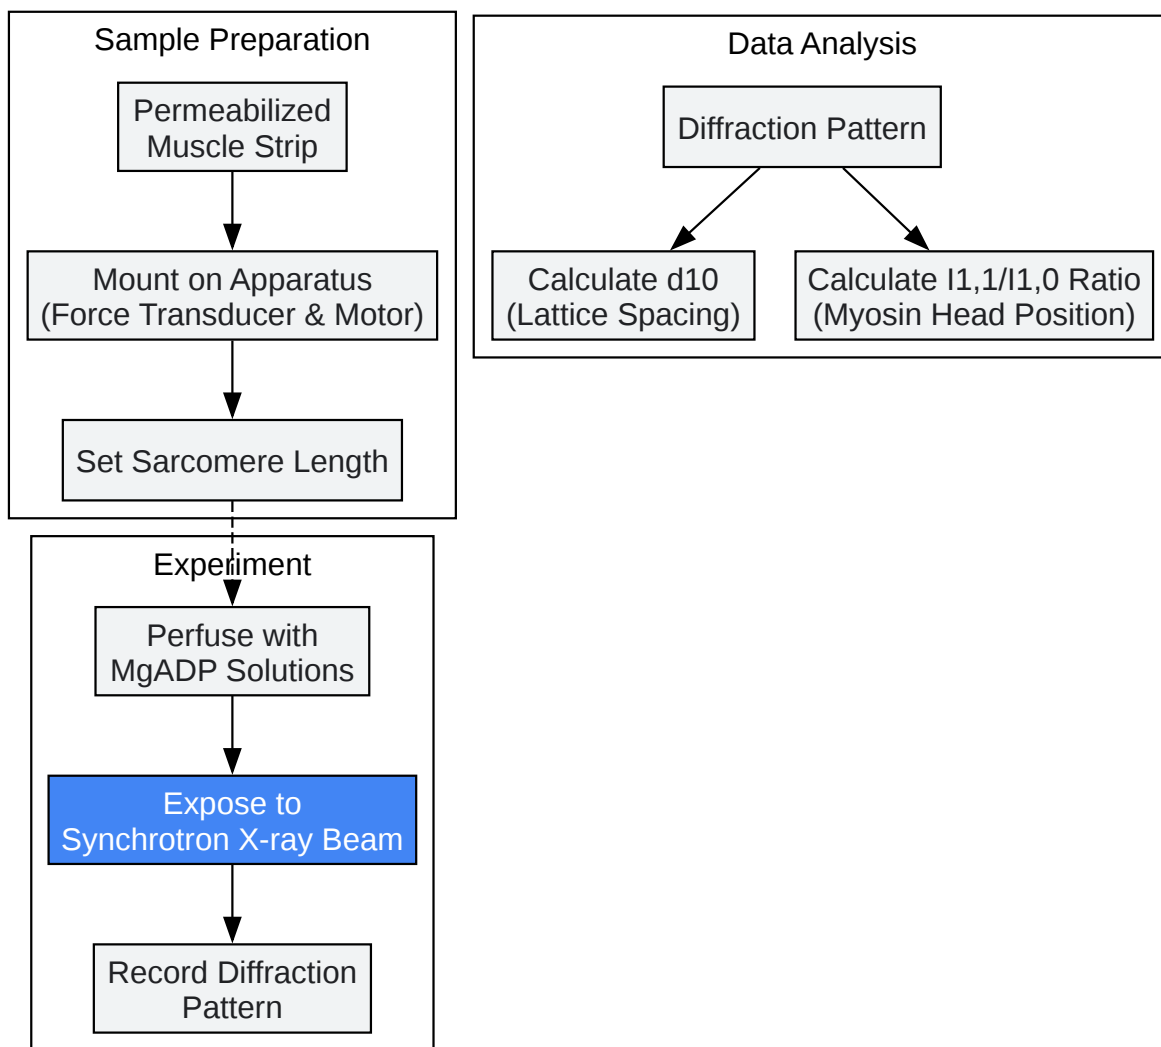 Sample Preparation
Permeabilized
Muscle Strip
Mount on Apparatus
(Force Transducer & Motor)
Set Sarcomere Length
Experiment
Perfuse with
MgADP Solutions
Expose to
Synchrotron X-ray Beam
Record Diffraction
Pattern
Data Analysis
Diffraction Pattern
Calculate d10
(Lattice Spacing)
Calculate I1,1/I1,0 Ratio
(Myosin Head Position)